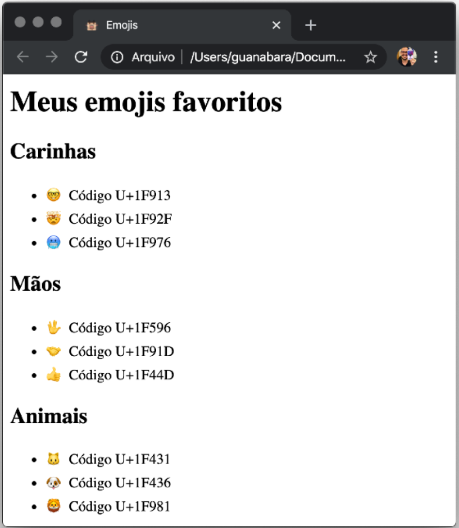 Emojis
Arquivo | /Users/guanabara/Docum...
Meus emojis favoritos
Carinhas
• 🤓 Código U+1F913
• 🤯 Código U+1F92F
• 🥶 Código U+1F976
Mãos
• 🖖 Código U+1F596
• 🤝 Código U+1F91D
• 👍 Código U+1F44D
Animais
• 🐱 Código U+1F431
• 🐶 Código U+1F436
• 🦁 Código U+1F981